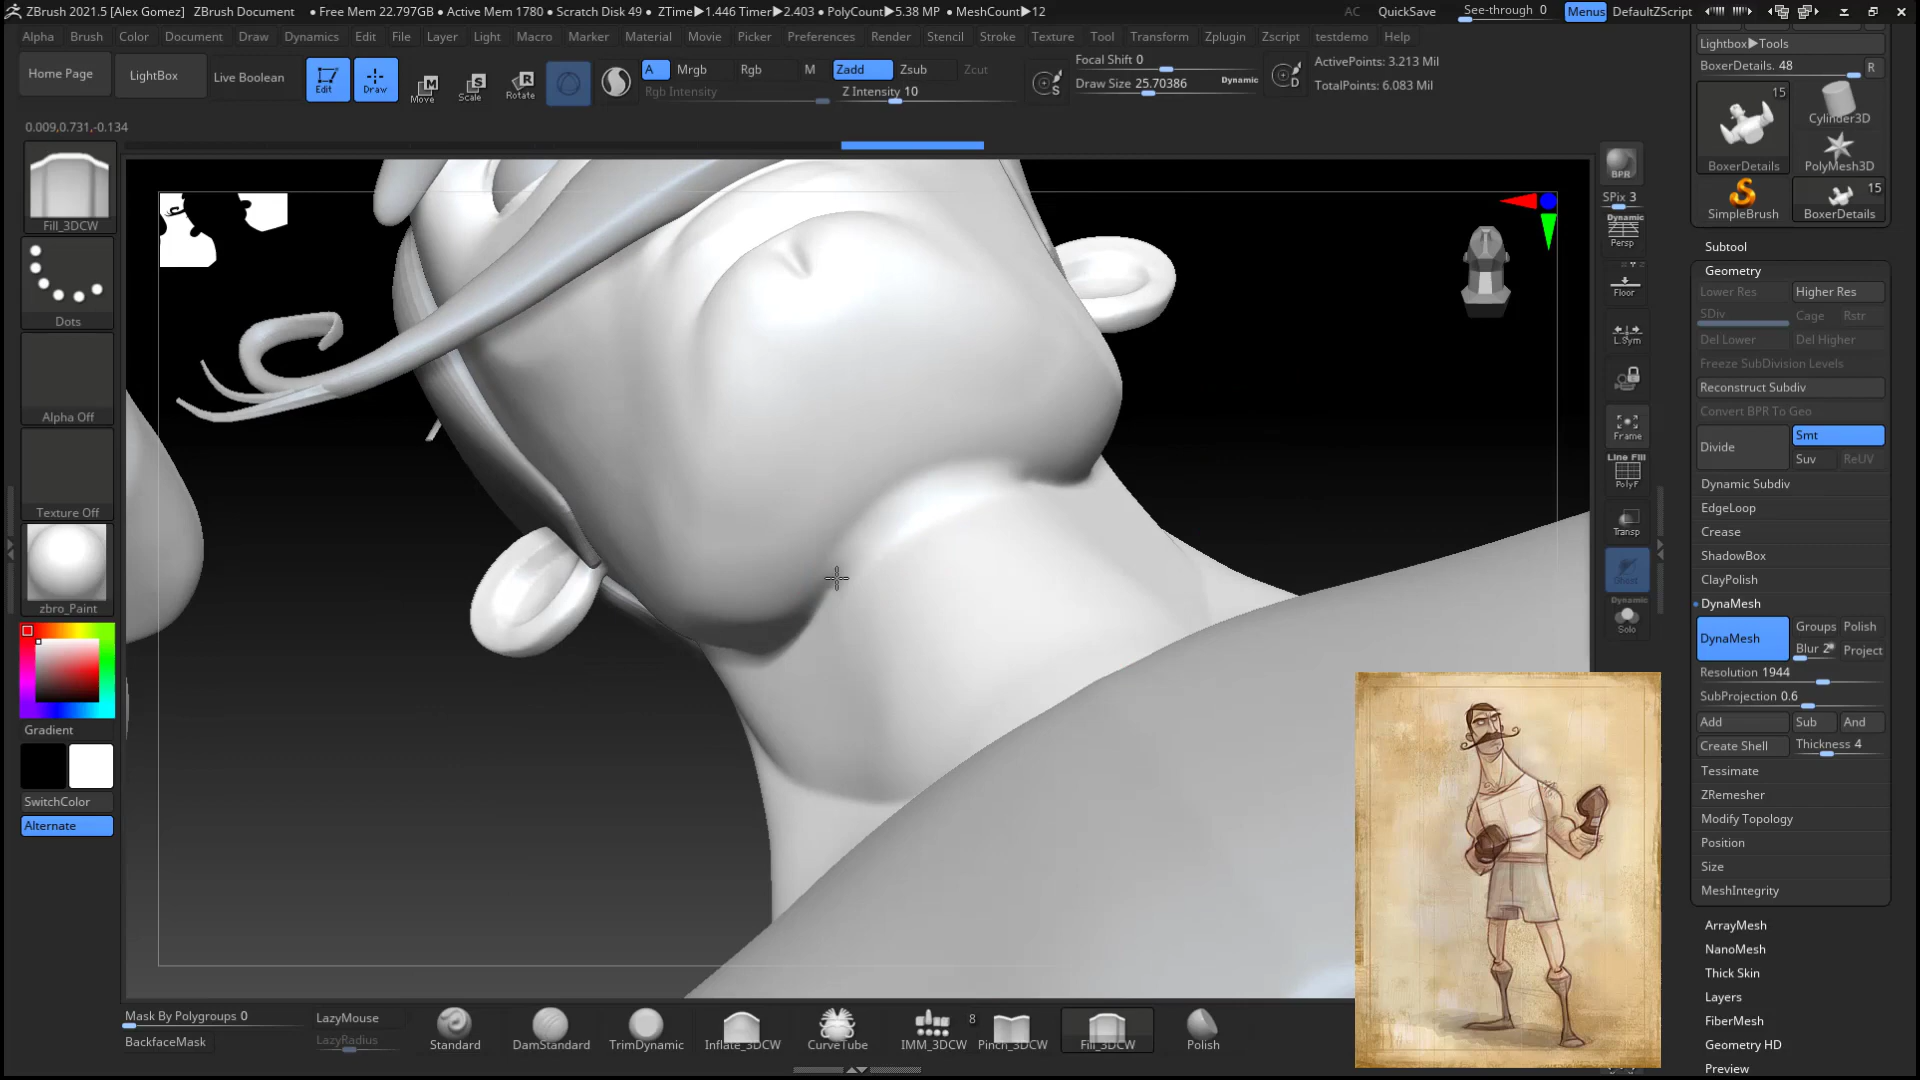 ZBrush 2021.5 [Alex Gomez] ZBrush Document ● Free Mem 22.797GB ● Active Mem 1780 ● Scratch Disk 49 ● ZTime▶1.446 Timer▶2.403 ● PolyCount▶5.38 MP ● MeshCount▶12 AC QuickSave See-through 0 Menus DefaultZScript
Alpha Brush Color Document Draw Dynamics Edit File Layer Light Macro Marker Material Movie Picker Preferences Render Stencil Stroke Texture Tool Transform Zplugin Zscript testdemo Help
Home Page
LightBox
Live Boolean
Edit
Draw
Move
Scale
Rotate
A Mrgb Rgb M
Rgb Intensity
Zadd Zsub Zcut
Z Intensity 10
S
Focal Shift 0
Draw Size 25.70386 Dynamic
D
ActivePoints: 3.213 Mil
TotalPoints: 6.083 Mil
0.009,0.731,-0.134
Fill_3DCW
Dots
Alpha Off
Texture Off
zbro_Paint
Gradient
SwitchColor
Alternate
BPR
SPix 3
Dynamic
Persp
Floor
L.Sym
Frame
Line Fill
PolyF
Transp
Ghost
Dynamic
Solo
Lightbox▶Tools
BoxerDetails. 48 R
15
BoxerDetails
Cylinder3D
PolyMesh3D
SimpleBrush
15
BoxerDetails
Subtool
Geometry
Lower Res Higher Res
SDiv Cage Rstr
Del Lower Del Higher
Freeze SubDivision Levels
Reconstruct Subdiv
Convert BPR To Geo
Divide Smt
Suv ReUV
Dynamic Subdiv
EdgeLoop
Crease
ShadowBox
ClayPolish
DynaMesh
DynaMesh Groups Polish
Blur 2 Project
Resolution 1944
SubProjection 0.6
Add Sub And
Create Shell Thickness 4
Tessimate
ZRemesher
Modify Topology
Position
Size
MeshIntegrity
ArrayMesh
NanoMesh
Thick Skin
Layers
FiberMesh
Geometry HD
Preview
Mask By Polygroups 0
BackfaceMask
LazyMouse
LazyRadius
Standard
DamStandard
TrimDynamic
Inflate_3DCW
CurveTube
8
IMM_3DCW
Pinch_3DCW
Fill_3DCW
Polish